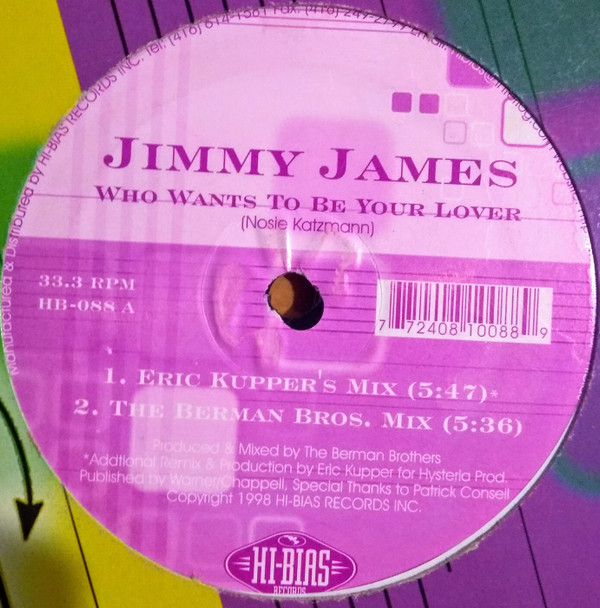 Manufactured & Distributed by HI-BIAS RECORDS INC. Tel: (416)
JIMMY JAMES
WHO WANTS TO BE YOUR LOVER
(Nosie Katzmann)
33.3 RPM
HB-088 A
7 72408 10088 9
1. ERIC KUPPER'S MIX (5:47)*
2. THE BERMAN BROS. MIX (5:36)
Produced & Mixed by The Berman Brothers
*Addtional Remix & Production by Eric Kupper for Hysteria Prod.
Published by Warner/Chappell, Special Thanks to Patrick Conseil
Copyright 1998 HI-BIAS RECORDS INC.
HI-BIAS
RECORDS